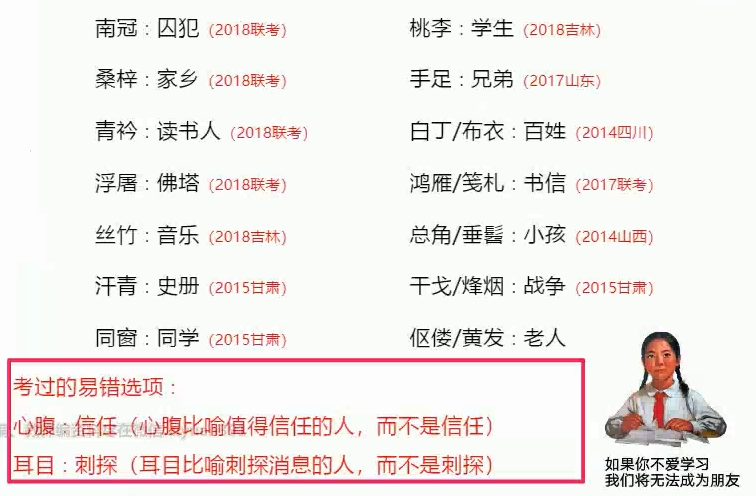 南冠：囚犯（2018联考） 桃李：学生（2018吉林）
桑梓：家乡（2018联考） 手足：兄弟（2017山东）
青衿：读书人（2018联考） 白丁/布衣：百姓（2014四川）
浮屠：佛塔（2018联考） 鸿雁/笺札：书信（2017联考）
丝竹：音乐（2018吉林） 总角/垂髫：小孩（2014山西）
汗青：史册（2015甘肃） 干戈/烽烟：战争（2015甘肃）
同窗：同学（2015甘肃） 伛偻/黄发：老人
考过的易错选项：
心腹：信任（心腹比喻值得信任的人，而不是信任）
耳目：刺探（耳目比喻刺探消息的人，而不是刺探）
如果你不爱学习
我们将无法成为朋友